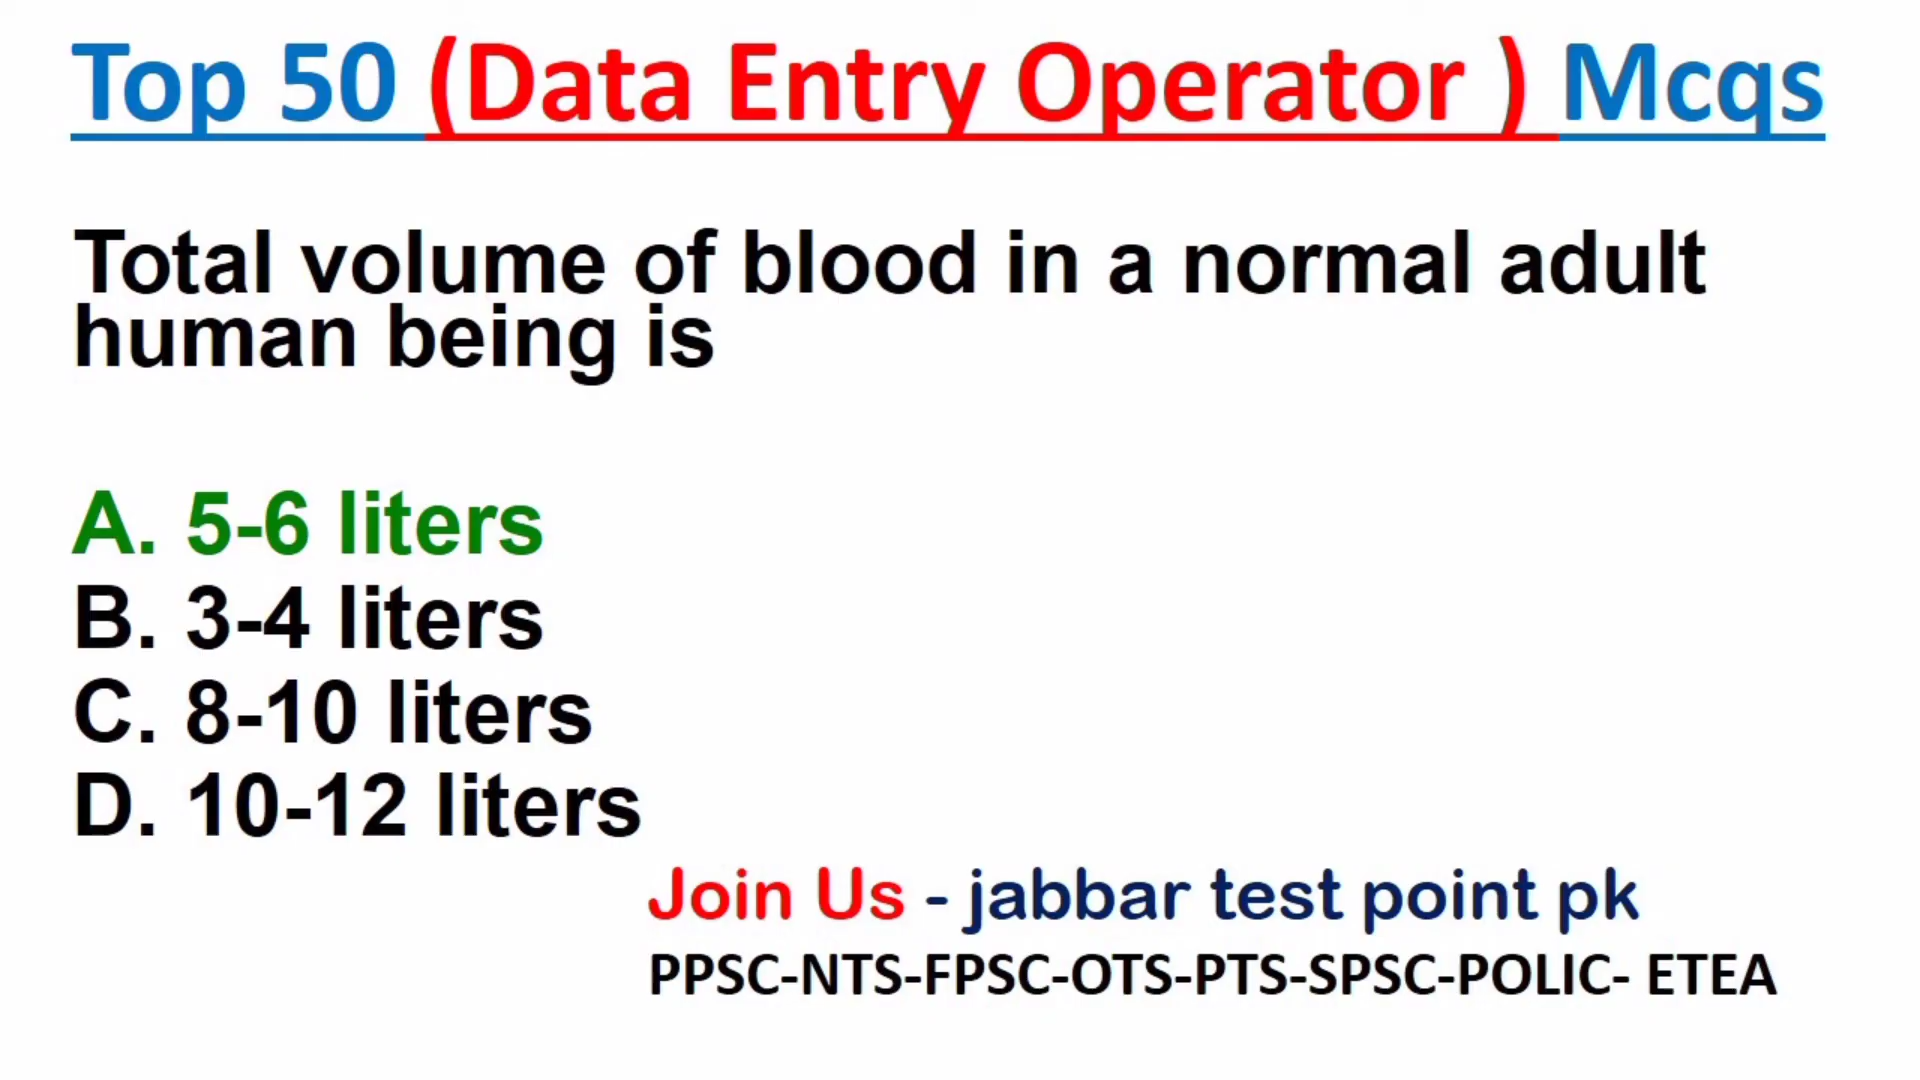 Top 50 (Data Entry Operator ) Mcqs
Total volume of blood in a normal adult
human being is
A. 5-6 liters
B. 3-4 liters
C. 8-10 liters
D. 10-12 liters
Join Us - jabbar test point pk
PPSC-NTS-FPSC-OTS-PTS-SPSC-POLIC- ETEA